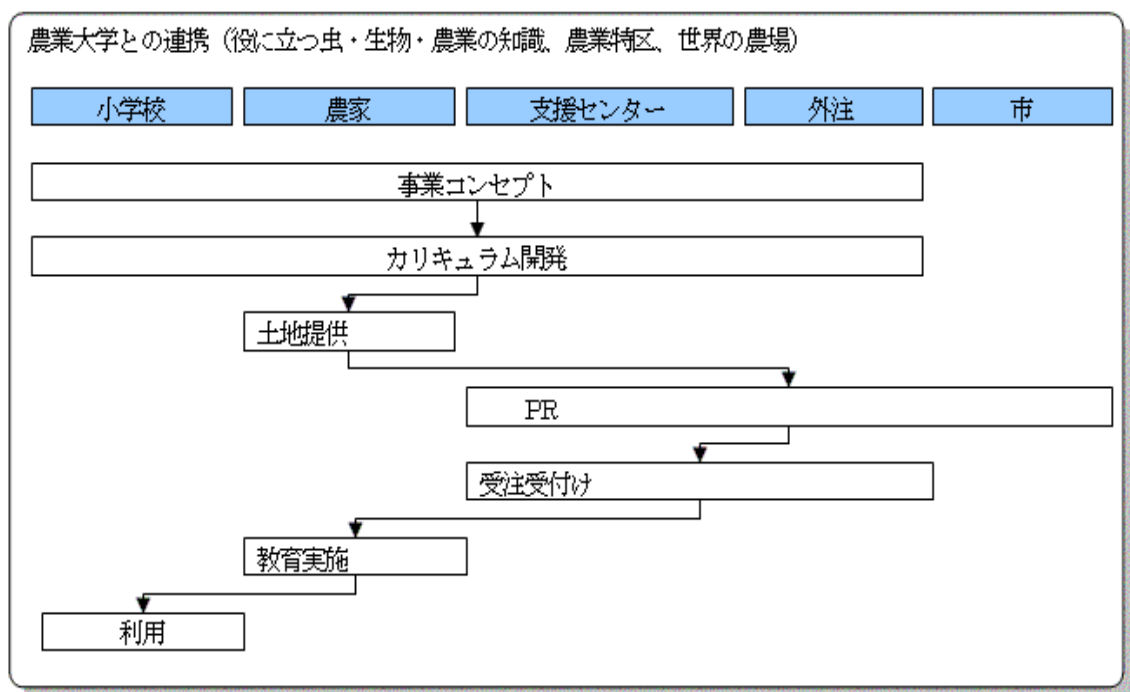 農業大学との連携（役に立つ虫・生物・農業の知識、農業特区、世界の農場）
小学校 農家 支援センター 外注 市
事業コンセプト
カリキュラム開発
土地提供
PR
受注受付け
教育実施
利用